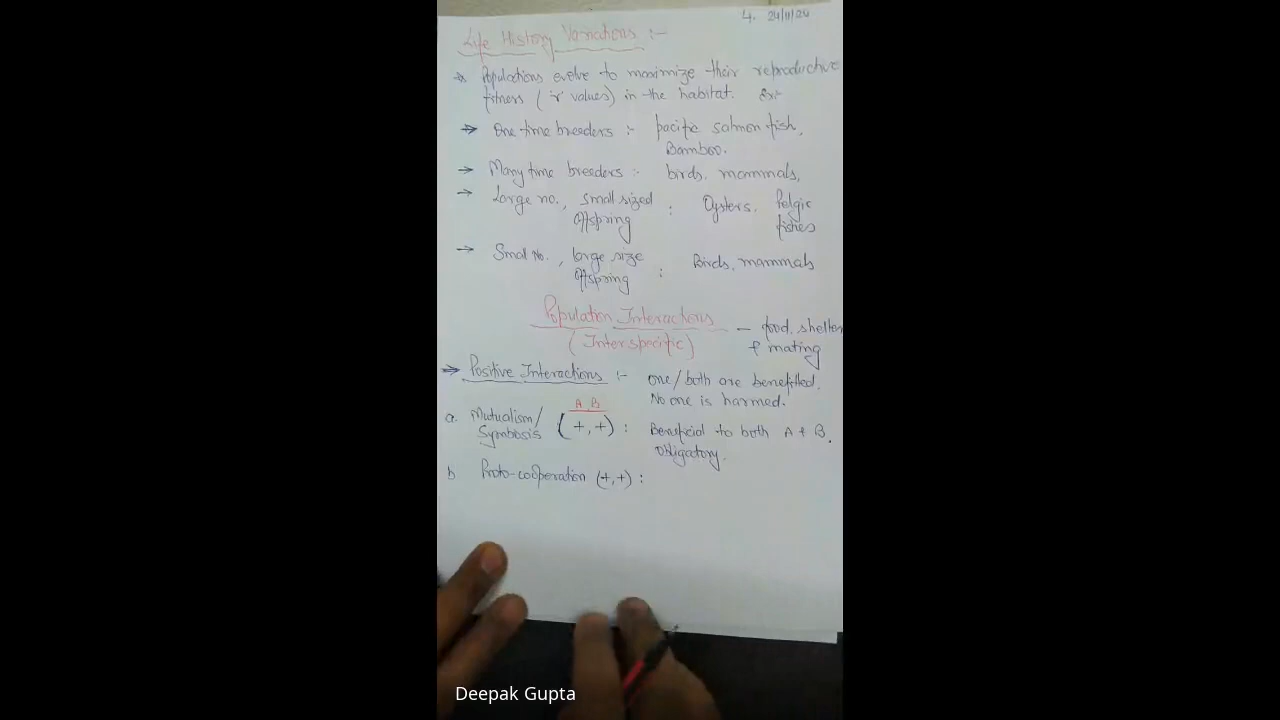 4. 24/11/24
Life History Variations :-
Populations evolve to maximize their reproductive
fitness ('r' values) in the habitat. Ex:-
→ One time breeders :- pacific salmon fish,
Bamboo.
→ Many time breeders :- birds. mammals,
→ Large no., small sized : Oysters. Pelgic
offspring fishes
→ Small No., large size : Birds, mammals
offspring
Population Interactions — food. shelter
(Interspecific) & mating
→ Positive Interactions :- one/both are benefitted.
No one is harmed.
A B
a. Mutualism/ (+,+) : Beneficial to both A & B.
Symbosis obligatory.
b Proto-cooperation (+,+) :
Deepak Gupta